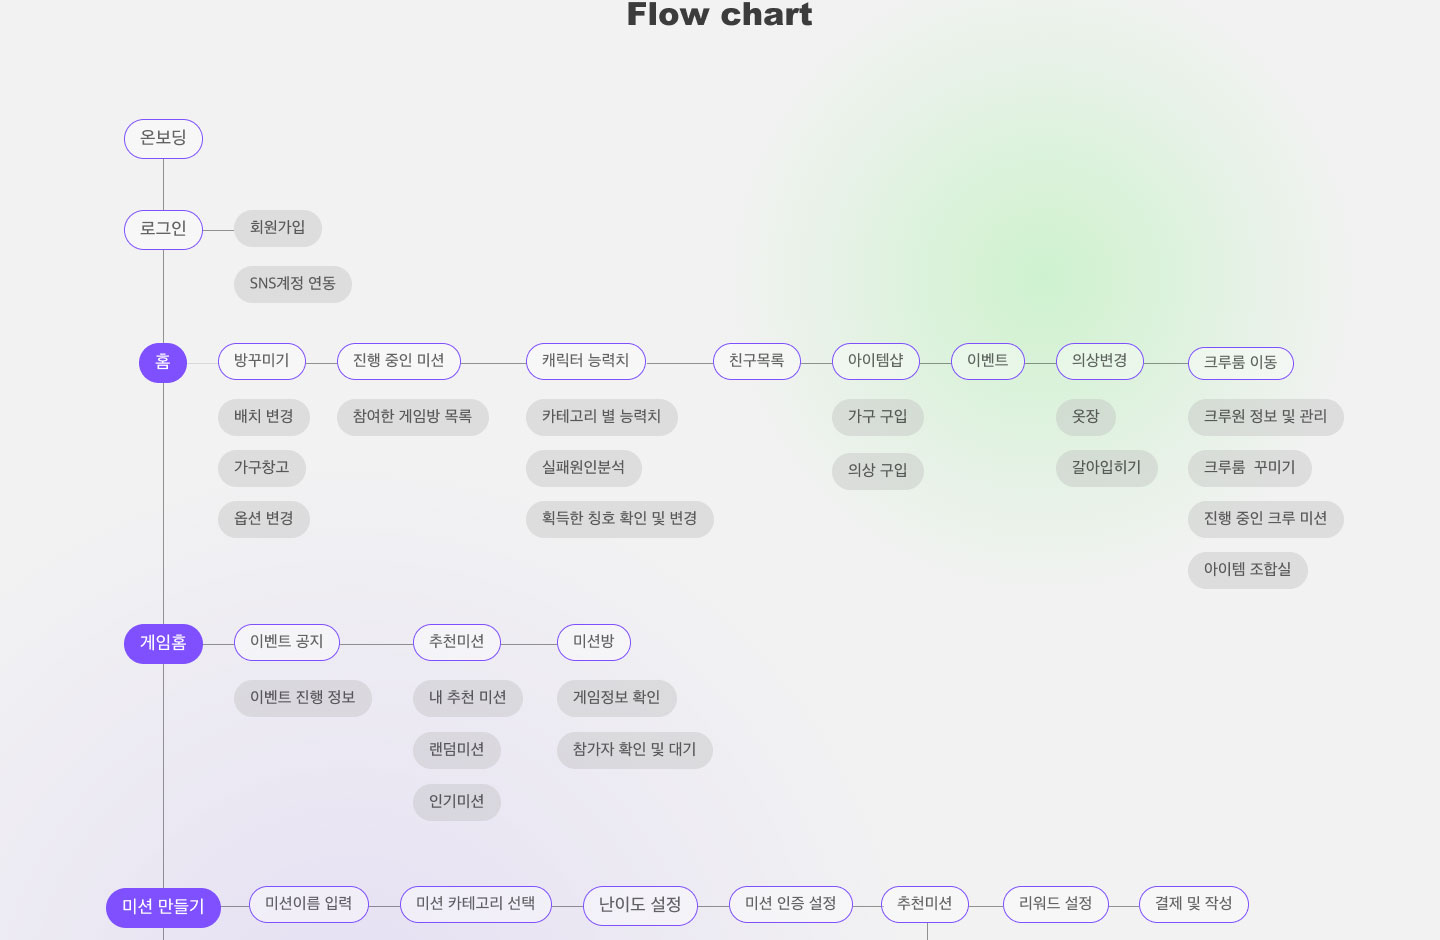 Flow chart
온보딩
로그인
회원가입
SNS계정 연동
홈
방꾸미기
진행 중인 미션
캐릭터 능력치
친구목록
아이템샵
이벤트
의상변경
크루룸 이동
배치 변경
참여한 게임방 목록
카테고리 별 능력치
가구 구입
옷장
크루원 정보 및 관리
가구창고
실패원인분석
의상 구입
갈아입히기
크루룸 꾸미기
옵션 변경
획득한 칭호 확인 및 변경
진행 중인 크루 미션
아이템 조합실
게임홈
이벤트 공지
추천미션
미션방
이벤트 진행 정보
내 추천 미션
게임정보 확인
랜덤미션
참가자 확인 및 대기
인기미션
미션 만들기
미션이름 입력
미션 카테고리 선택
난이도 설정
미션 인증 설정
추천미션
리워드 설정
결제 및 작성